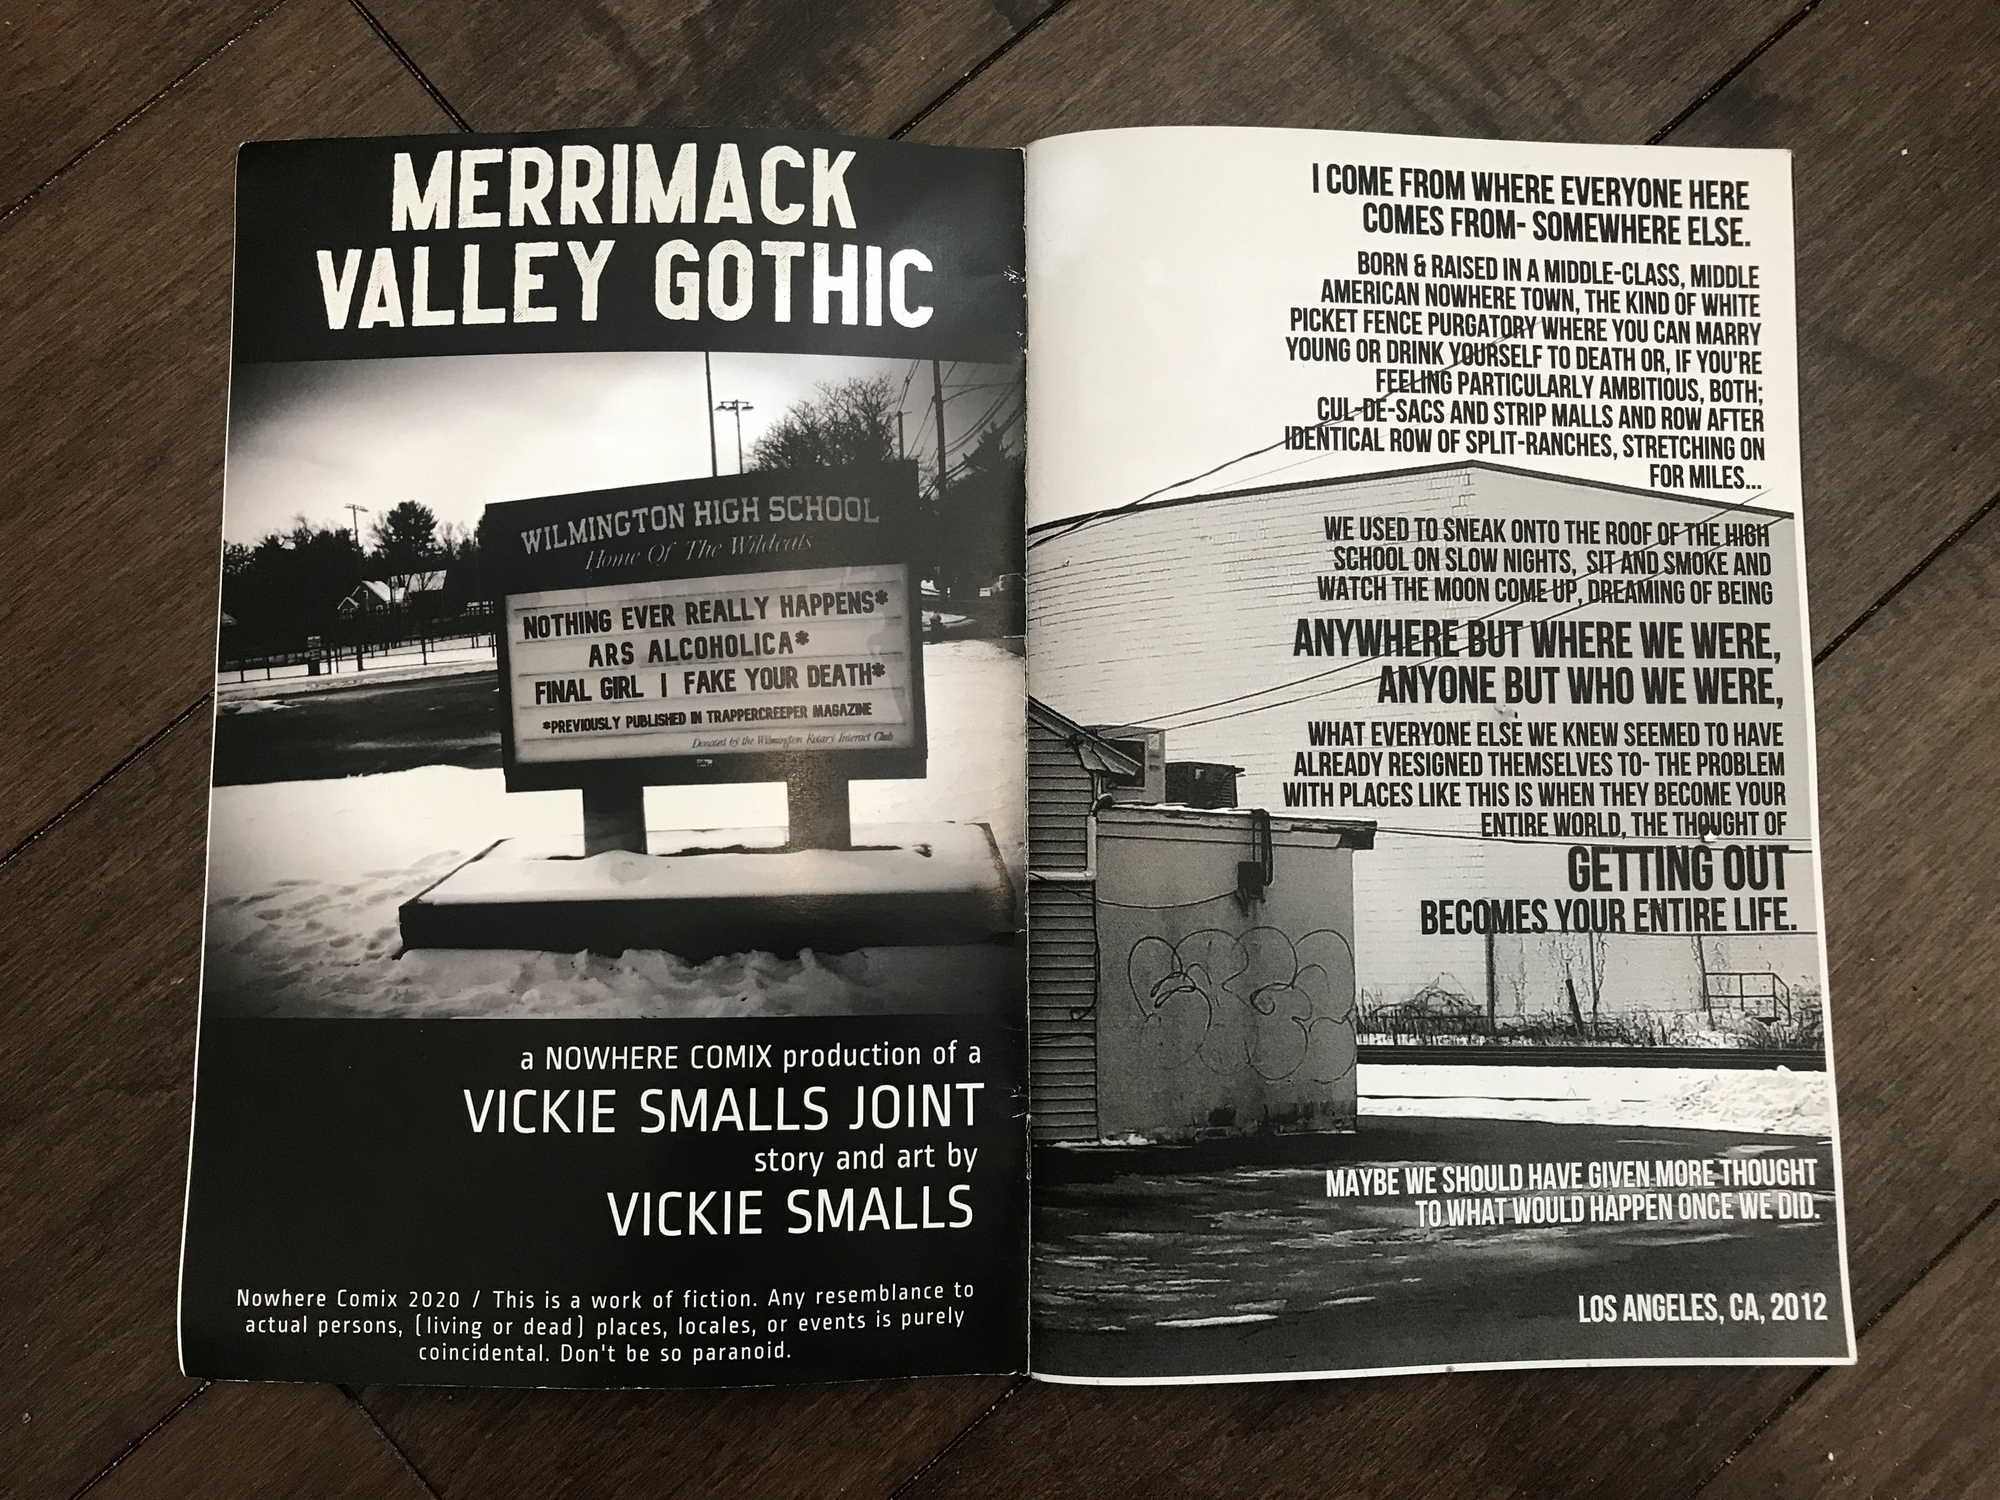 MERRIMACK
VALLEY GOTHIC
WILMINGTON HIGH SCHOOL
Home Of The Wildcats
NOTHING EVER REALLY HAPPENS*
ARS ALCOHOLICA*
FINAL GIRL | FAKE YOUR DEATH*
*PREVIOUSLY PUBLISHED IN TRAPPERCREEPER MAGAZINE
Donated by the Wilmington Rotary Interact Club
a NOWHERE COMIX production of a
VICKIE SMALLS JOINT
story and art by
VICKIE SMALLS
Nowhere Comix 2020 / This is a work of fiction. Any resemblance to
actual persons, (living or dead) places, locales, or events is purely
coincidental. Don't be so paranoid.
I COME FROM WHERE EVERYONE HERE
COMES FROM- SOMEWHERE ELSE.
BORN & RAISED IN A MIDDLE-CLASS, MIDDLE
AMERICAN NOWHERE TOWN, THE KIND OF WHITE
PICKET FENCE PURGATORY WHERE YOU CAN MARRY
YOUNG OR DRINK YOURSELF TO DEATH OR, IF YOU'RE
FEELING PARTICULARLY AMBITIOUS, BOTH;
CUL-DE-SACS AND STRIP MALLS AND ROW AFTER
IDENTICAL ROW OF SPLIT-RANCHES, STRETCHING ON
FOR MILES...
WE USED TO SNEAK ONTO THE ROOF OF THE HIGH
SCHOOL ON SLOW NIGHTS, SIT AND SMOKE AND
WATCH THE MOON COME UP, DREAMING OF BEING
ANYWHERE BUT WHERE WE WERE,
ANYONE BUT WHO WE WERE,
WHAT EVERYONE ELSE WE KNEW SEEMED TO HAVE
ALREADY RESIGNED THEMSELVES TO- THE PROBLEM
WITH PLACES LIKE THIS IS WHEN THEY BECOME YOUR
ENTIRE WORLD, THE THOUGHT OF
GETTING OUT
BECOMES YOUR ENTIRE LIFE.
MAYBE WE SHOULD HAVE GIVEN MORE THOUGHT
TO WHAT WOULD HAPPEN ONCE WE DID.
LOS ANGELES, CA, 2012